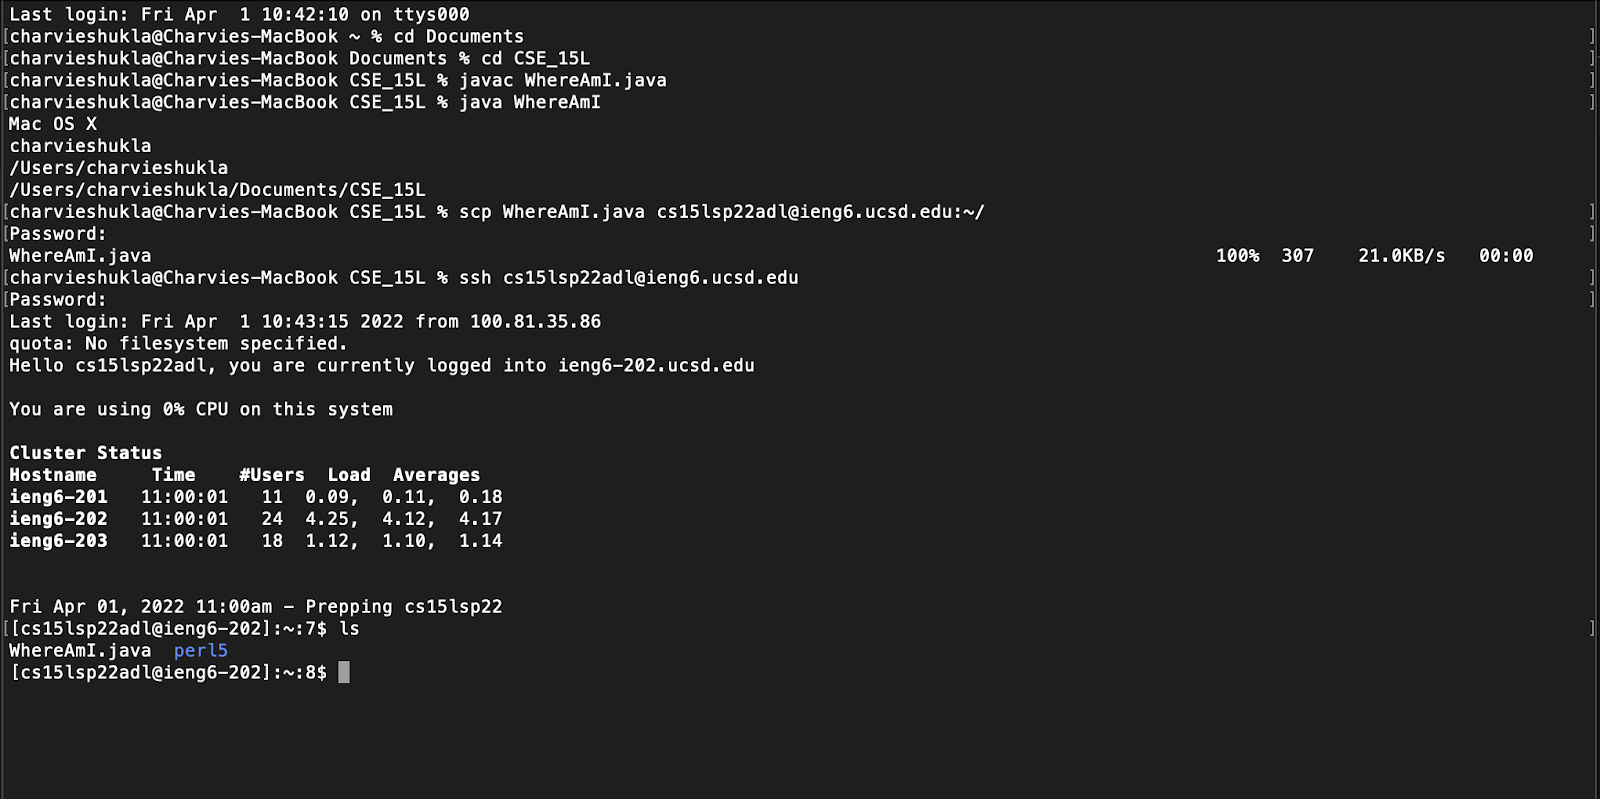 Last login: Fri Apr  1 10:42:10 on ttys000
[charvieshukla@Charvies-MacBook ~ % cd Documents ]
[charvieshukla@Charvies-MacBook Documents % cd CSE_15L ]
[charvieshukla@Charvies-MacBook CSE_15L % javac WhereAmI.java ]
[charvieshukla@Charvies-MacBook CSE_15L % java WhereAmI ]
Mac OS X
charvieshukla
/Users/charvieshukla
/Users/charvieshukla/Documents/CSE_15L
[charvieshukla@Charvies-MacBook CSE_15L % scp WhereAmI.java cs15lsp22adl@ieng6.ucsd.edu:~/ ]
[Password: ]
WhereAmI.java 100%  307    21.0KB/s   00:00
[charvieshukla@Charvies-MacBook CSE_15L % ssh cs15lsp22adl@ieng6.ucsd.edu ]
[Password: ]
Last login: Fri Apr  1 10:43:15 2022 from 100.81.35.86
quota: No filesystem specified.
Hello cs15lsp22adl, you are currently logged into ieng6-202.ucsd.edu
You are using 0% CPU on this system
Cluster Status
Hostname     Time    #Users  Load  Averages
ieng6-201   11:00:01   11  0.09,  0.11,  0.18
ieng6-202   11:00:01   24  4.25,  4.12,  4.17
ieng6-203   11:00:01   18  1.12,  1.10,  1.14
Fri Apr 01, 2022 11:00am - Prepping cs15lsp22
[[cs15lsp22adl@ieng6-202]:~:7$ ls ]
WhereAmI.java  perl5
[cs15lsp22adl@ieng6-202]:~:8$